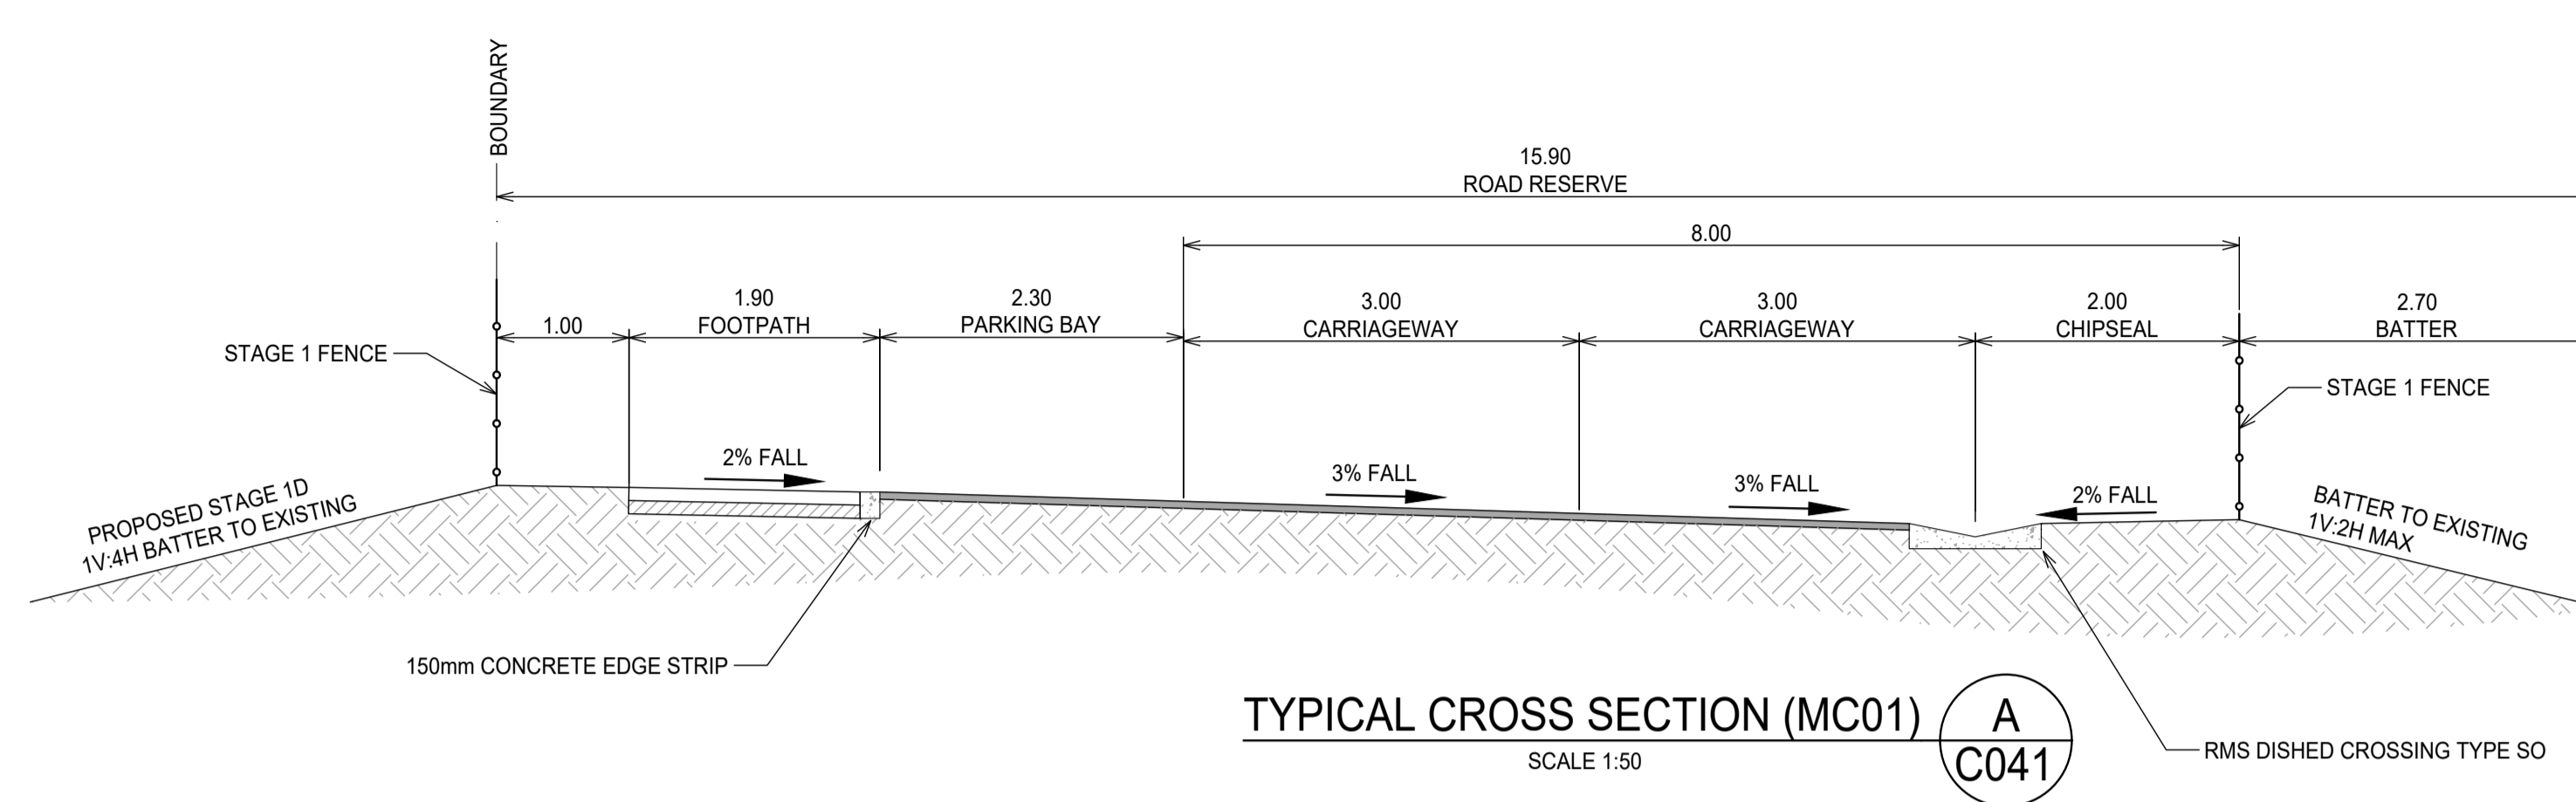 BOUNDARY
15.90
ROAD RESERVE
8.00
1.00
1.90
FOOTPATH
2.30
PARKING BAY
3.00
CARRIAGEWAY
3.00
CARRIAGEWAY
2.00
CHIPSEAL
2.70
BATTER
STAGE 1 FENCE
STAGE 1 FENCE
2% FALL
3% FALL
3% FALL
2% FALL
PROPOSED STAGE 1D
1V:4H BATTER TO EXISTING
BATTER TO EXISTING
1V:2H MAX
150mm CONCRETE EDGE STRIP
TYPICAL CROSS SECTION (MC01)
SCALE 1:50
A
C041
RMS DISHED CROSSING TYPE SO